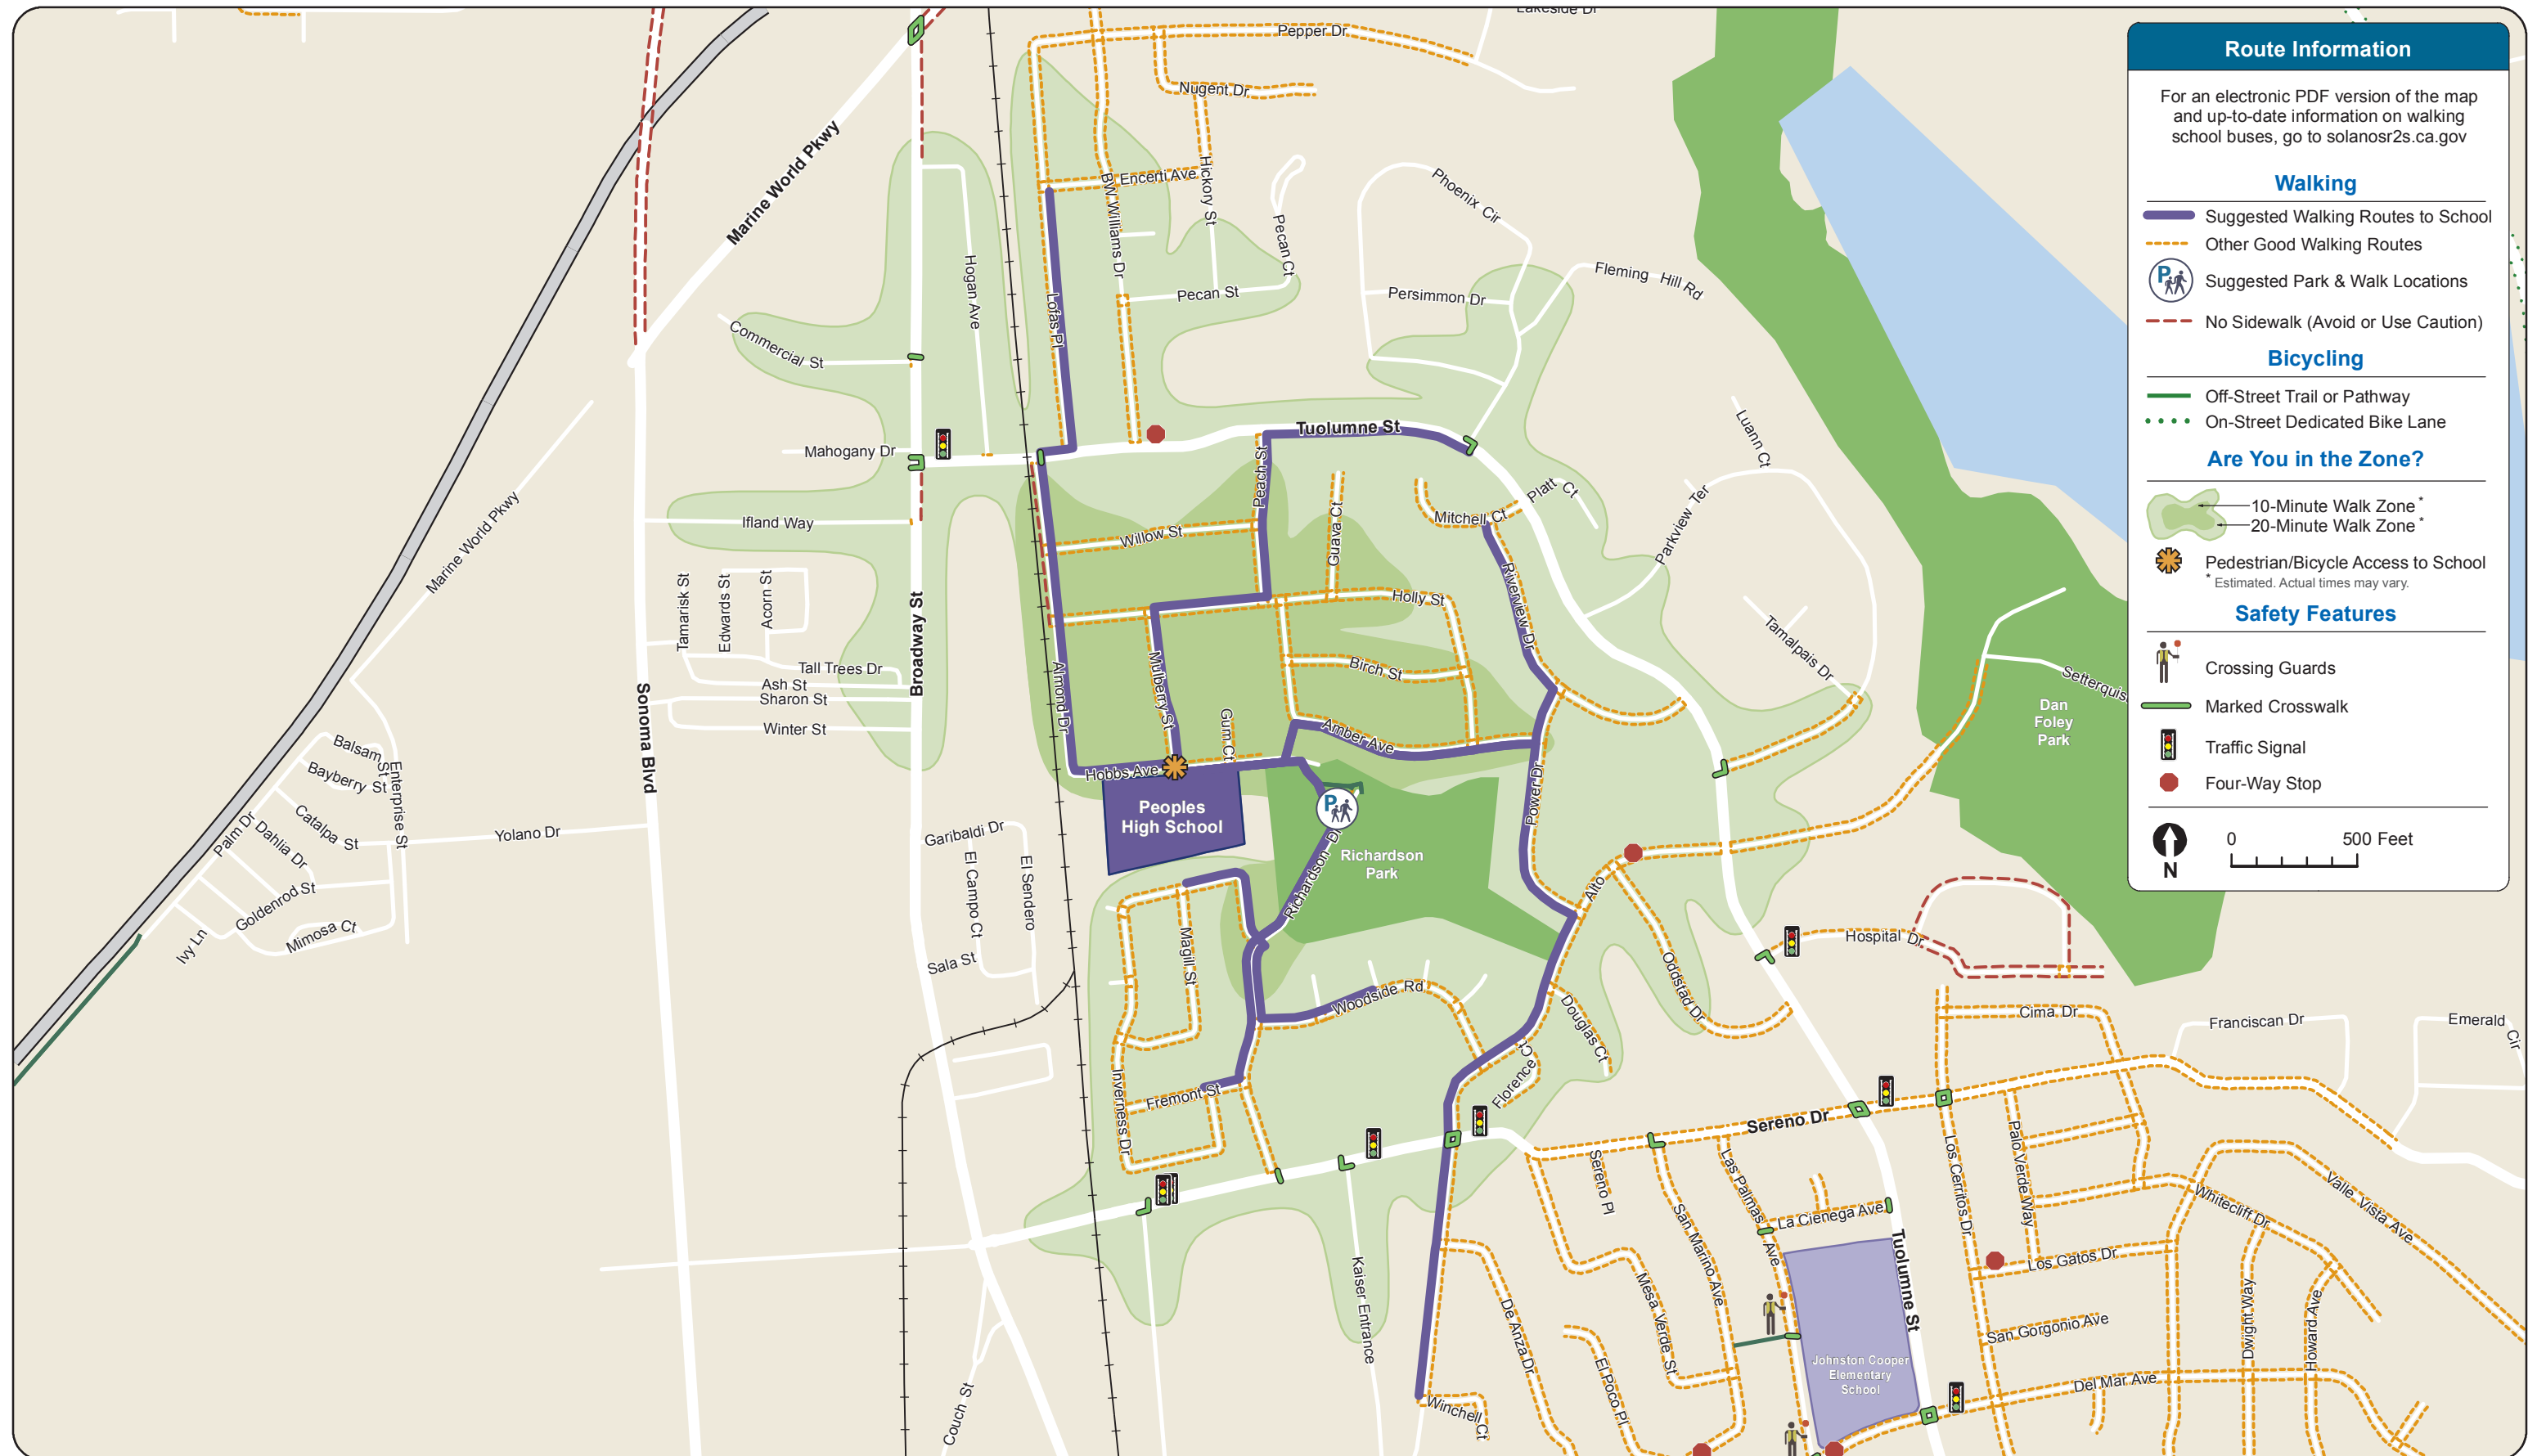 Lakeside Dr
Pepper Dr
Nugent Dr
Marine World Pkwy
Encerti Ave
BW Williams Dr
Hickory St
Pecan Ct
Pecan St
Phoenix Cir
Persimmon Dr
Fleming Hill Rd
Hogan Ave
Lofas Pl
Commercial St
Mahogany Dr
Tuolumne St
Luann Ct
Peach St
Platt Ct
Mitchell Ct
Guava Ct
Willow St
Parkview Ter
Ifland Way
Marine World Pkwy
Tamarisk St
Edwards St
Acorn St
Broadway St
Holly St
Riverview Dr
Tamalpais Dr
Tall Trees Dr
Ash St
Sharon St
Winter St
Sonoma Blvd
Almond Dr
Mulberry St
Gum Ct
Birch St
Amber Ave
Hobbs Ave
Power Dr
Setterquis
Dan
Foley
Park
Balsam St
Bayberry St
Enterprise St
Catalpa St
Palm Dr
Dahlia Dr
Yolano Dr
Goldenrod St
Mimosa Ct
Ivy Ln
Garibaldi Dr
El Campo Ct
El Sendero
Sala St
Peoples
High School
P
Richardson Dr
Richardson
Park
Alto
Magill St
Woodside Rd
Douglas Ct
Oddstad Dr
Hospital Dr
Cima Dr
Franciscan Dr
Emerald Cir
Inverness Dr
Fremont St
Florence Ct
Sereno Dr
Sereno Pl
Las Palmas Ave
La Cienega Ave
San Marino Ave
Los Cerritos Dr
Palo Verde Way
Whitecliff Dr
Valle Vista Ave
Los Gatos Dr
Tuolumne St
San Gorgonio Ave
Dwight Way
Howard Ave
Del Mar Ave
Kaiser Entrance
De Anza Dr
Mesa Verde St
El Poco Pl
Winchell Ct
Couch St
Johnston Cooper
Elementary
School
Route Information
For an electronic PDF version of the map
and up-to-date information on walking
school buses, go to solanosr2s.ca.gov
Walking
Suggested Walking Routes to School
Other Good Walking Routes
P
Suggested Park & Walk Locations
No Sidewalk (Avoid or Use Caution)
Bicycling
Off-Street Trail or Pathway
On-Street Dedicated Bike Lane
Are You in the Zone?
10-Minute Walk Zone *
20-Minute Walk Zone *
Pedestrian/Bicycle Access to School
* Estimated. Actual times may vary.
Safety Features
Crossing Guards
Marked Crosswalk
Traffic Signal
Four-Way Stop
N
0 500 Feet